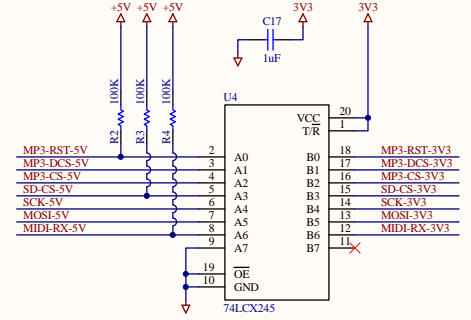 +5V +5V +5V
C17
3V3
3V3
1uF
100K 100K 100K
R2 R3 R4
U4
VCC 20
T/R 1
MP3-RST-5V 2 A0 B0 18 MP3-RST-3V3
MP3-DCS-5V 3 A1 B1 17 MP3-DCS-3V3
MP3-CS-5V 4 A2 B2 16 MP3-CS-3V3
SD-CS-5V 5 A3 B3 15 SD-CS-3V3
SCK-5V 6 A4 B4 14 SCK-3V3
MOSI-5V 7 A5 B5 13 MOSI-3V3
MIDI-RX-5V 8 A6 B6 12 MIDI-RX-3V3
9 A7 B7 11
19 OE
10 GND
74LCX245